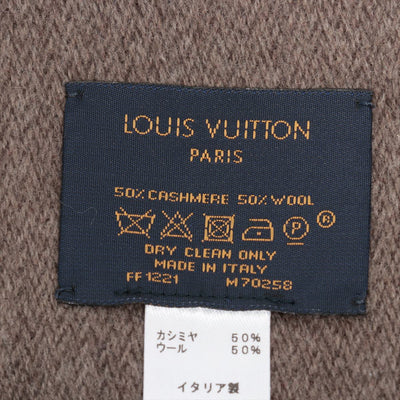 LOUIS VUITTON
PARIS
50% CASHMERE 50% WOOL
P ®
DRY CLEAN ONLY
MADE IN ITALY
FF1221 M70258
カシミヤ 50%
ウール 50%
イタリア製